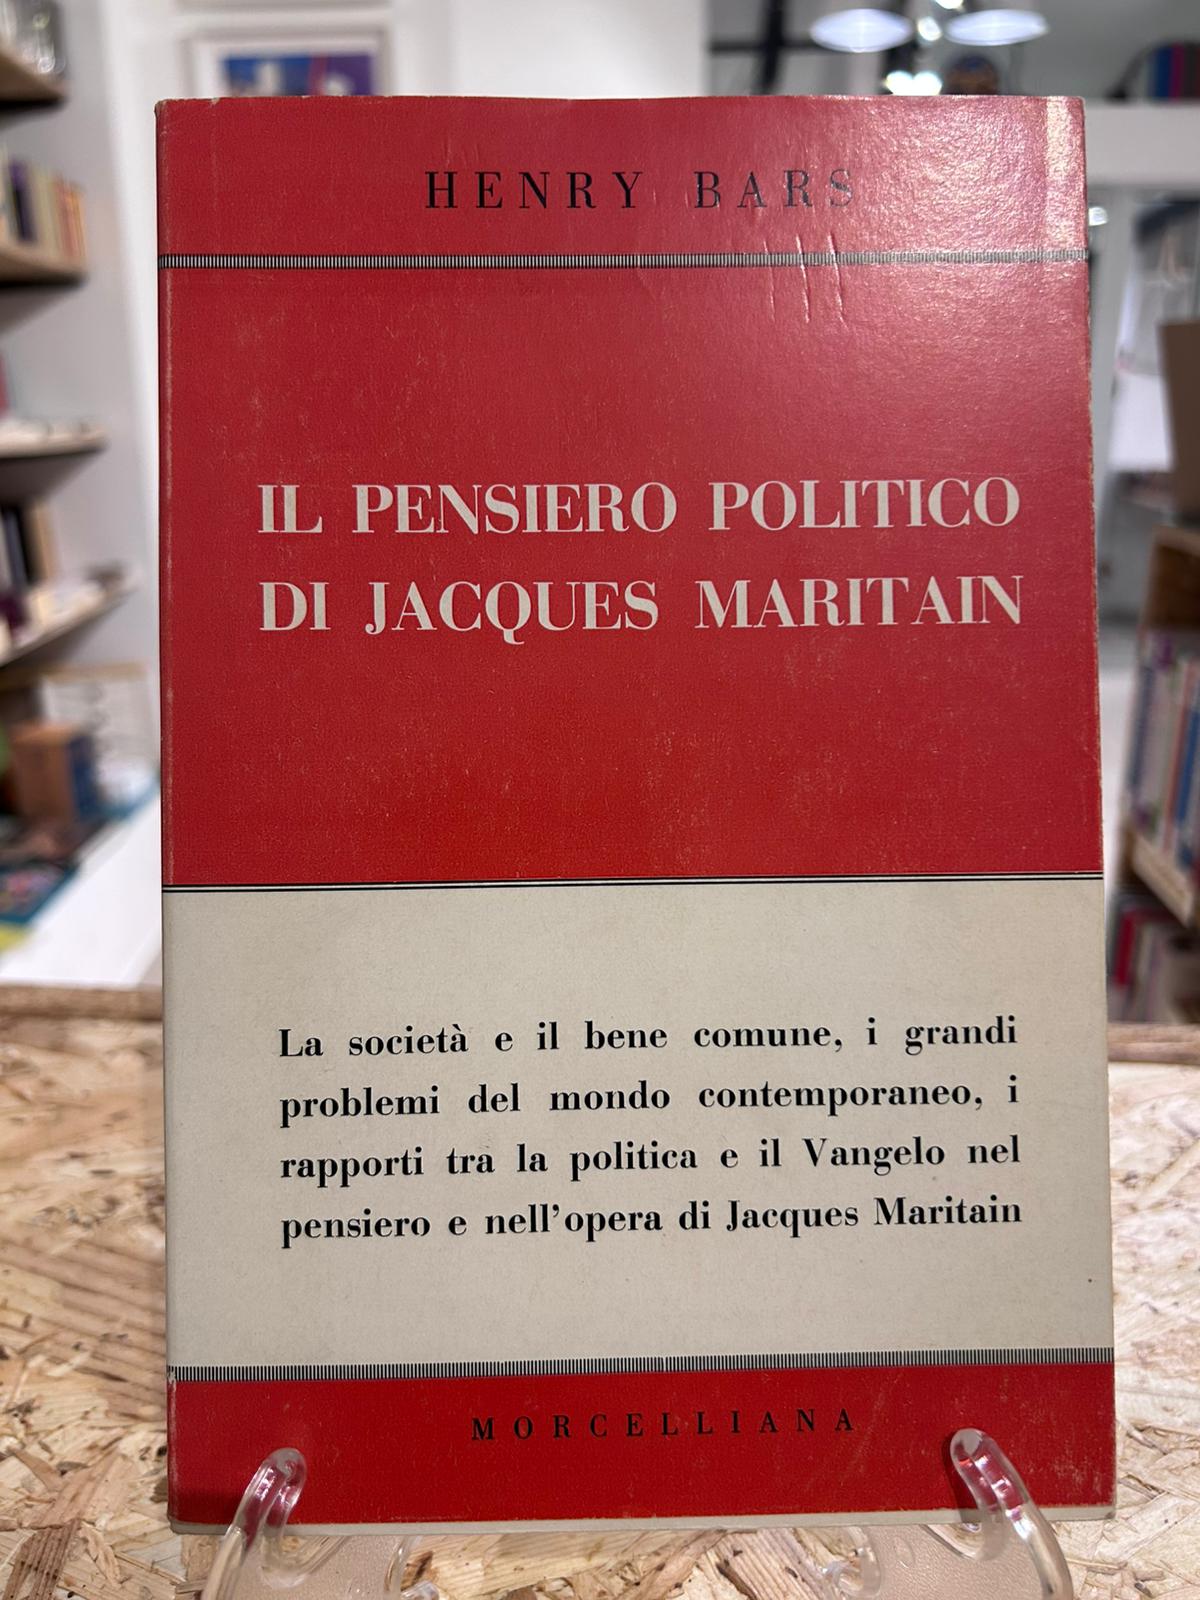 HENRY BARS
IL PENSIERO POLITICO
DI JACQUES MARITAIN
La società e il bene comune, i grandi
problemi del mondo contemporaneo, i
rapporti tra la politica e il Vangelo nel
pensiero e nell'opera di Jacques Maritain
MORCELLIANA